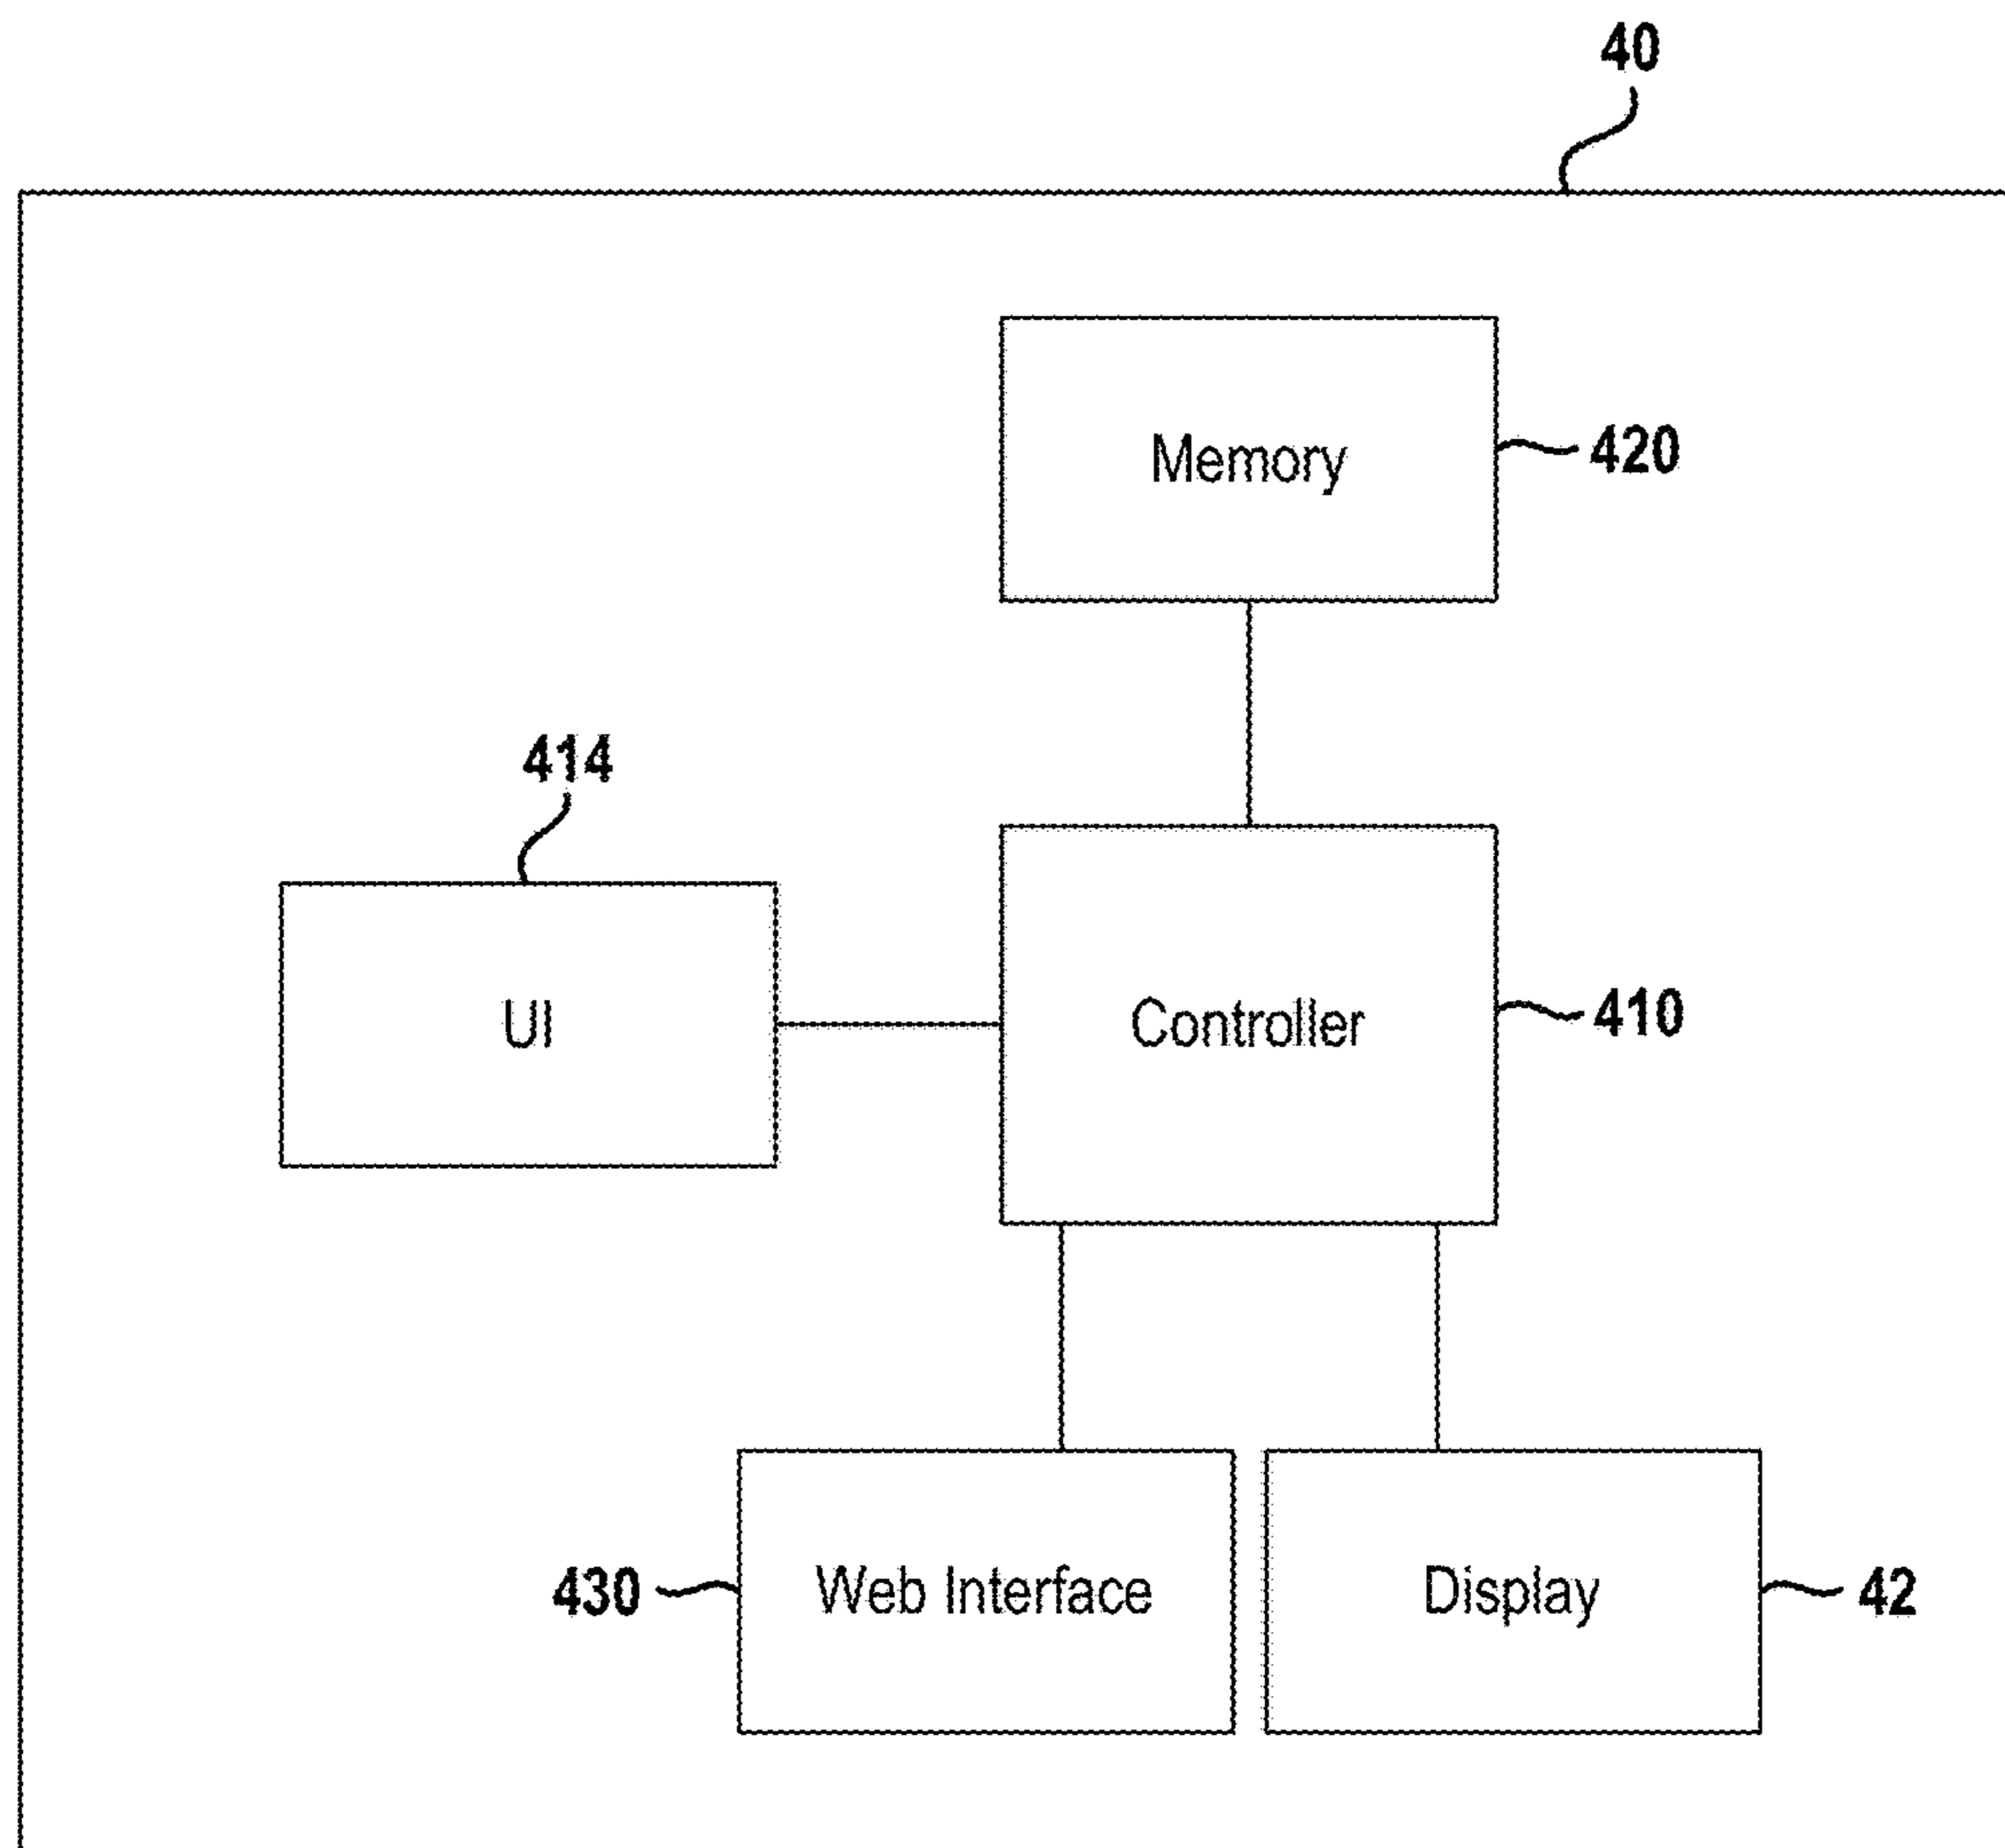 40
Memory
420
414
UI
Controller
410
430
Web Interface
Display
42